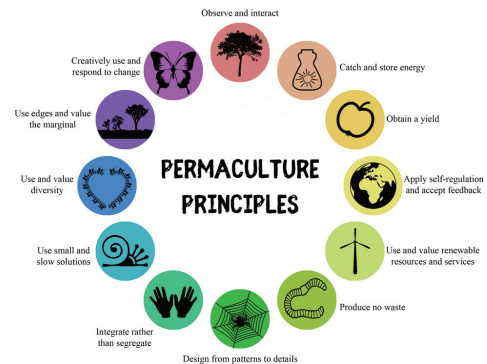 Observe and interact
Catch and store energy
Obtain a yield
Apply self-regulation
and accept feedback
Use and value renewable
resources and services
Produce no waste
Design from patterns to details
Integrate rather
than segregate
Use small and
slow solutions
Use and value
diversity
Use edges and value
the marginal
Creatively use and
respond to change
PERMACULTURE
PRINCIPLES